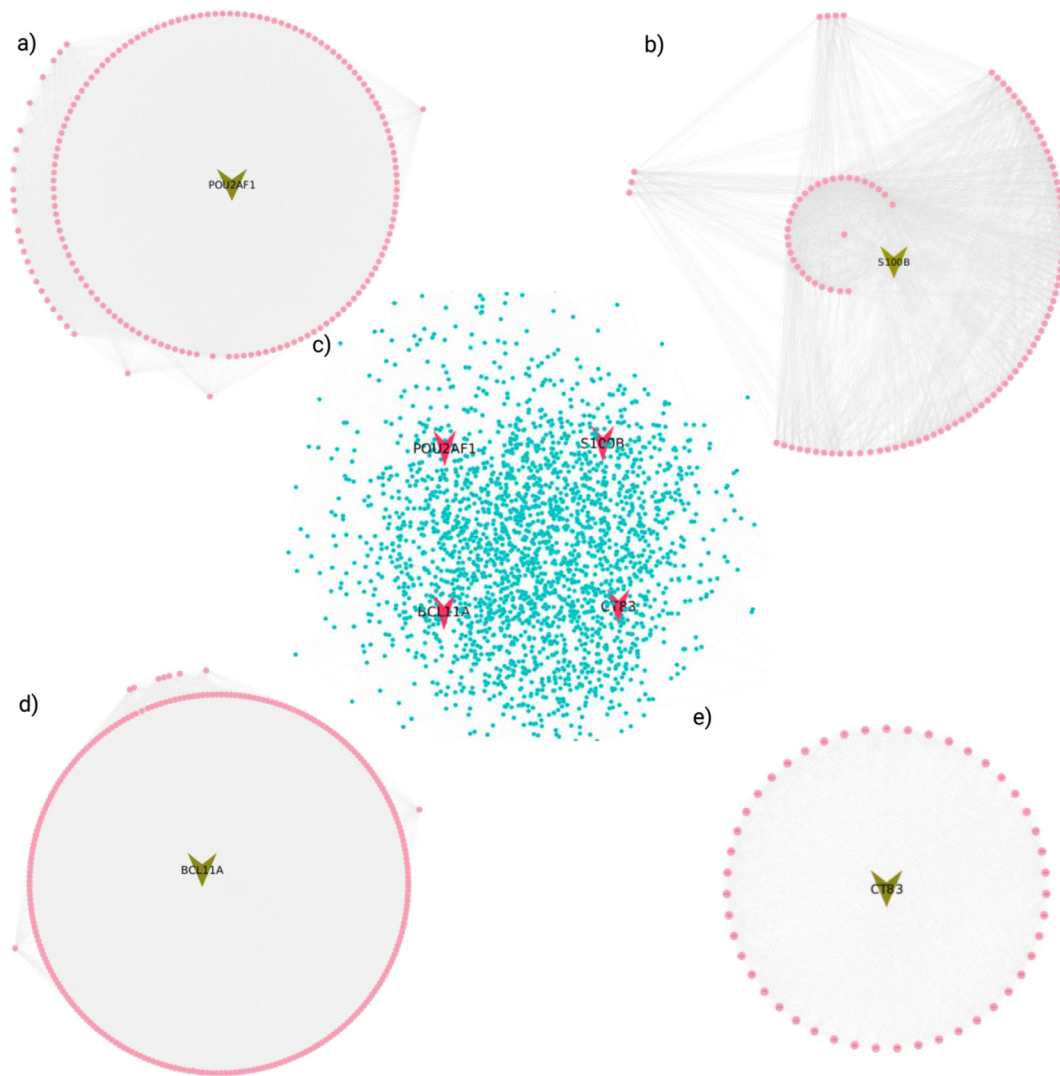 a)
POU2AF1
b)
S100B
c)
POU2AF1
S100B
BCL11A
CT83
d)
BCL11A
e)
CT83